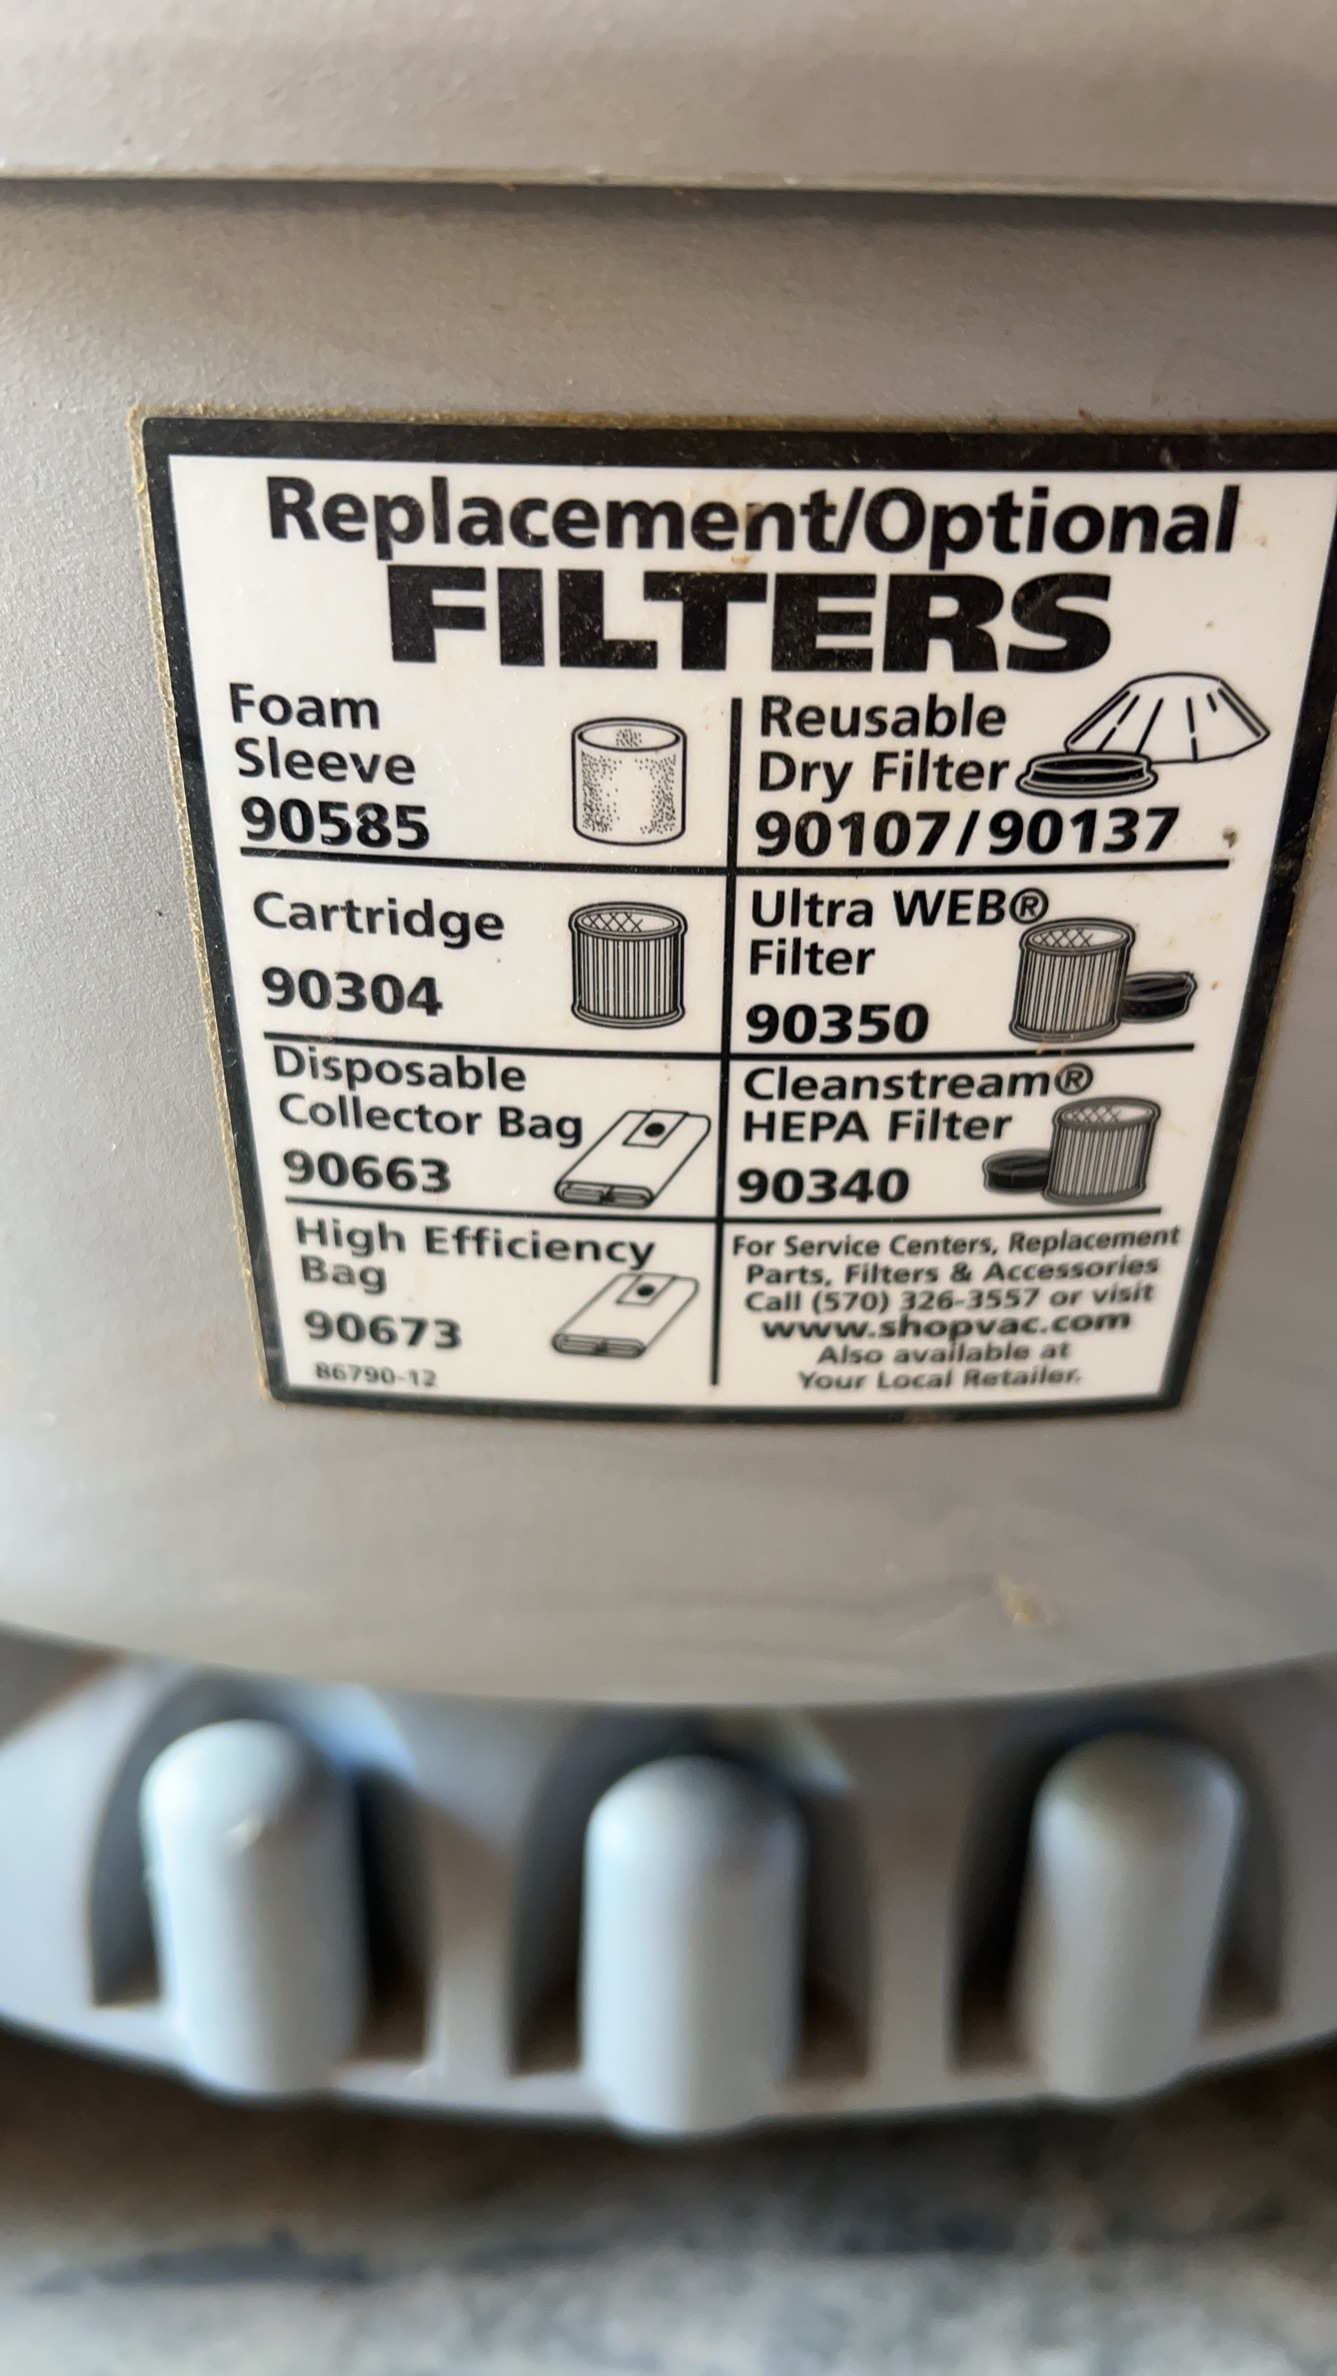 Replacement/Optional
FILTERS
Foam
Sleeve
90585
Reusable
Dry Filter
90107/90137
Cartridge
90304
Ultra WEB®
Filter
90350
Disposable
Collector Bag
90663
Cleanstream®
HEPA Filter
90340
High Efficiency
Bag
90673
86790-12
For Service Centers, Replacement
Parts, Filters & Accessories
Call (570) 326-3557 or visit
www.shopvac.com
Also available at
Your Local Retailer.